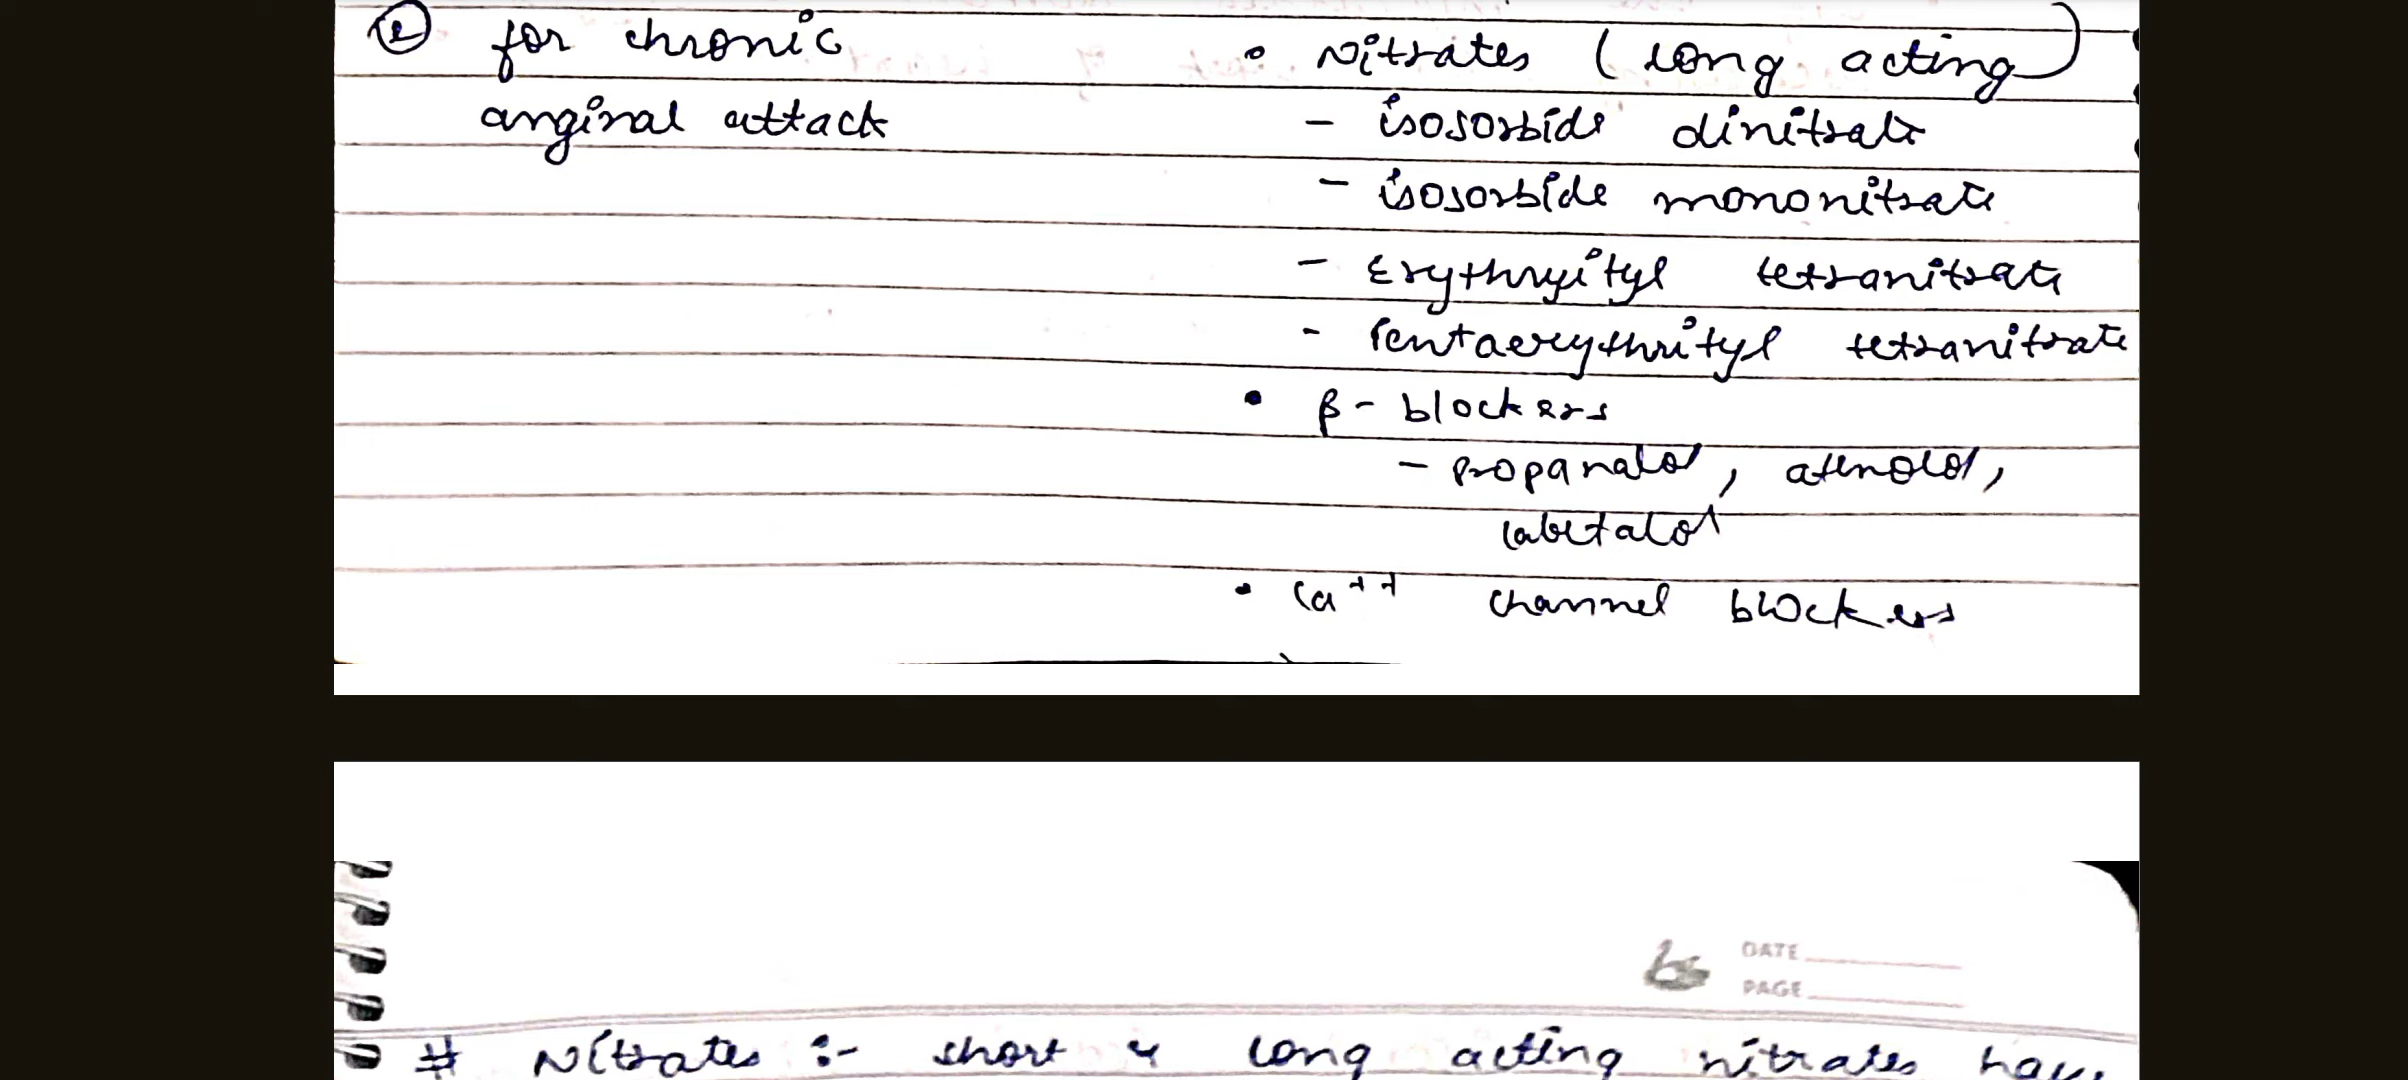 ② for chronic • Nitrates (long acting)
anginal attack - isosorbide dinitrate
- isosorbide mononitrate
- Erythryityl tetranitrate
- Pentaerythrityl tetranitrate
• β - blockers
- propanalol, atenolol,
labetalol
• Ca++ channel blockers
DATE
PAGE
# Nitrates :- short & long acting nitrates have